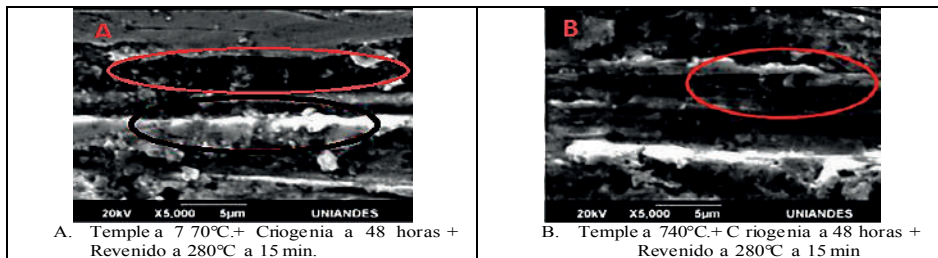 A
B
20kV X5,000 5µm UNIANDES
20kV X5,000 5µm UNIANDES
A. Temple a 7 70°C.+ Criogenia a 48 horas +
Revenido a 280°C a 15 min.
B. Temple a 740°C.+ C riogenia a 48 horas +
Revenido a 280°C a 15 min